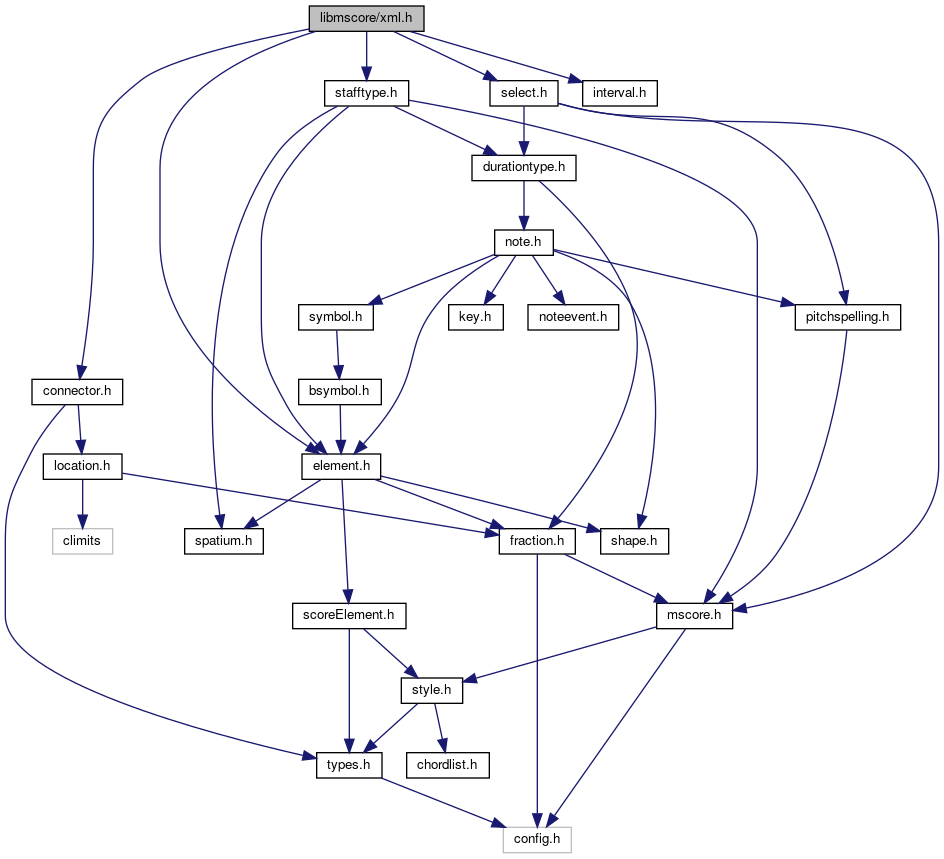 libmscore/xml.h
stafftype.h
select.h
interval.h
durationtype.h
note.h
symbol.h
key.h
noteevent.h
pitchspelling.h
connector.h
bsymbol.h
location.h
element.h
climits
spatium.h
fraction.h
shape.h
scoreElement.h
mscore.h
style.h
types.h
chordlist.h
config.h